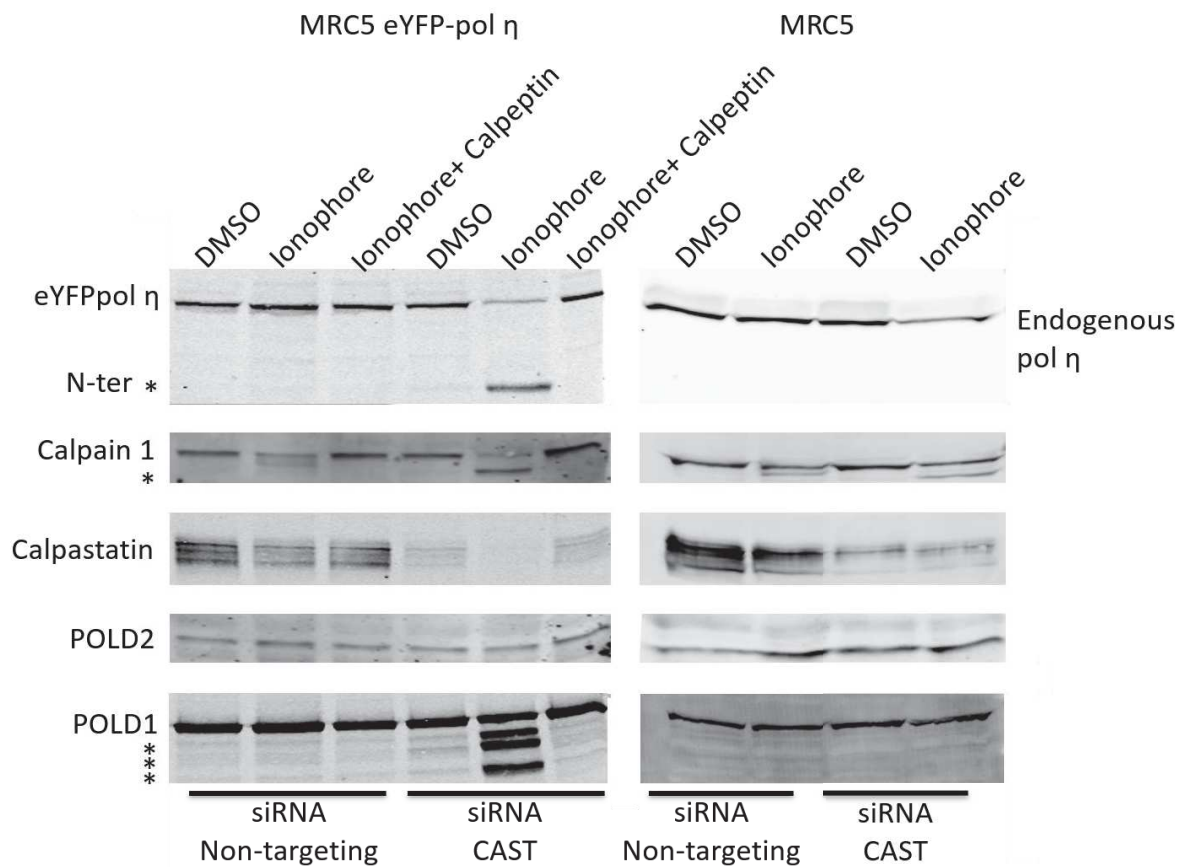 MRC5 eYFP-pol η
MRC5
DMSO
Ionophore
Ionophore+ Calpeptin
DMSO
Ionophore
Ionophore+ Calpeptin
DMSO
Ionophore
DMSO
Ionophore
eYFPpol η
N-ter *
Endogenous
pol η
Calpain 1
*
Calpastatin
POLD2
POLD1
*
*
*
siRNA
Non-targeting
siRNA
CAST
siRNA
Non-targeting
siRNA
CAST